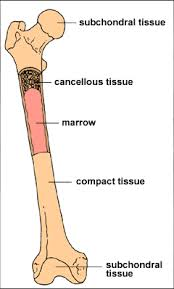 subchondral tissue
cancellous tissue
marrow
compact tissue
subchondral
tissue